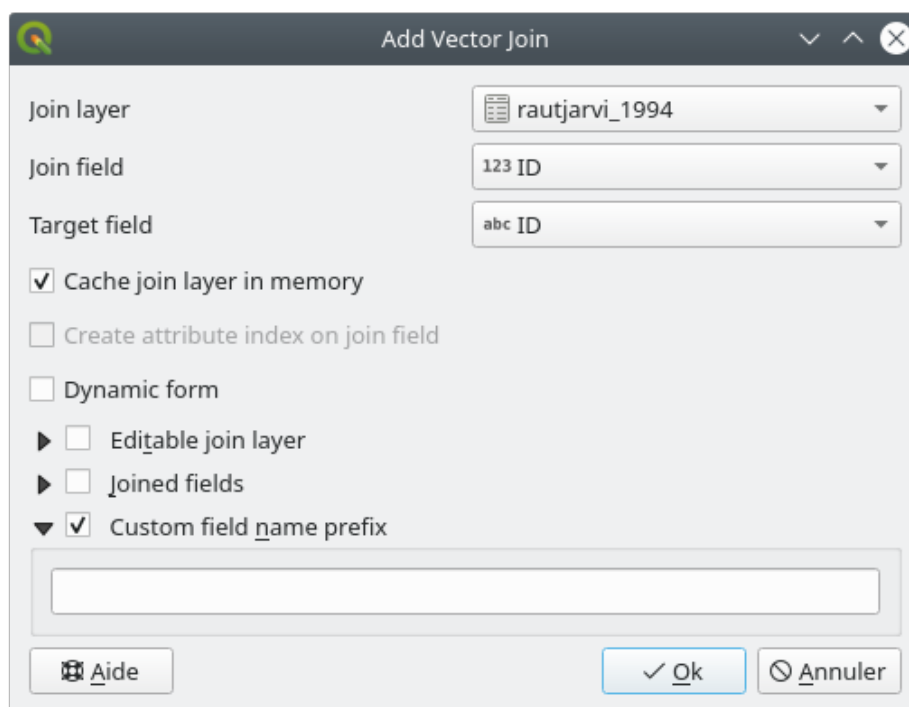 Add Vector Join
Join layer rautjarvi_1994
Join field 123 ID
Target field abc ID
Cache join layer in memory
Create attribute index on join field
Dynamic form
Editable join layer
Joined fields
Custom field name prefix
Aide Ok Annuler